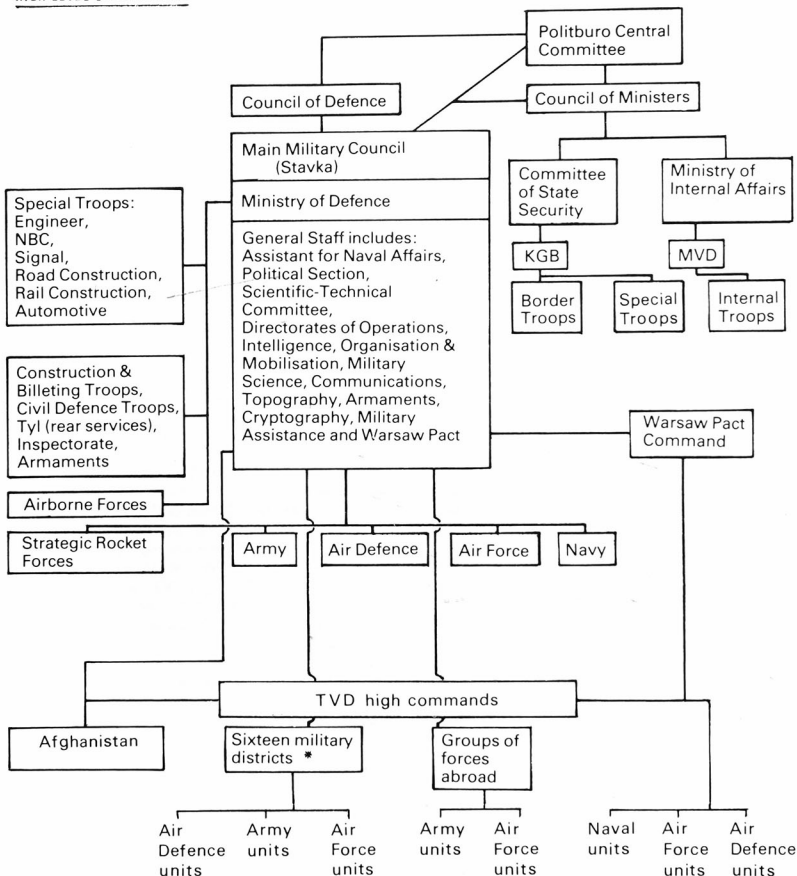 Politburo Central
Committee
Council of Defence
Council of Ministers
Main Military Council
(Stavka)
Committee
of State
Security
Ministry of
Internal Affairs
Special Troops:
Engineer,
NBC,
Signal,
Road Construction,
Rail Construction,
Automotive
Ministry of Defence
General Staff includes:
Assistant for Naval Affairs,
Political Section,
Scientific-Technical
Committee,
Directorates of Operations,
Intelligence, Organisation &
Mobilisation, Military
Science, Communications,
Topography, Armaments,
Cryptography, Military
Assistance and Warsaw Pact
KGB
MVD
Border
Troops
Special
Troops
Internal
Troops
Construction &
Billeting Troops,
Civil Defence Troops,
Tyl (rear services),
Inspectorate,
Armaments
Warsaw Pact
Command
Airborne Forces
Strategic Rocket
Forces
Army
Air Defence
Air Force
Navy
TVD high commands
Afghanistan
Sixteen military
districts *
Groups of
forces
abroad
Air
Defence
units
Army
units
Air
Force
units
Army
units
Air
Force
units
Naval
units
Air
Force
units
Air
Defence
units